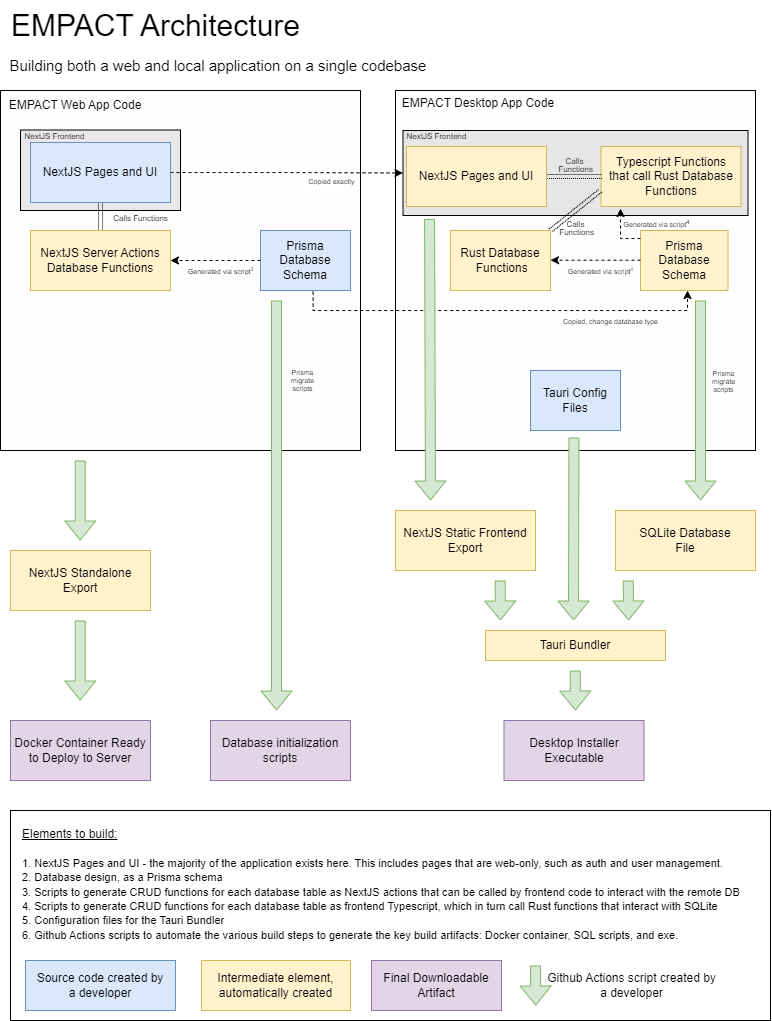 EMPACT Architecture
Building both a web and local application on a single codebase
EMPACT Web App Code
NextJS Frontend
NextJS Pages and UI
Copied exactly
Calls Functions
NextJS Server Actions
Database Functions
Generated via script³
Prisma
Database
Schema
Prisma
migrate
scripts
EMPACT Desktop App Code
NextJS Frontend
NextJS Pages and UI
Calls
Functions
Typescript Functions
that call Rust Database
Functions
Calls
Functions
Generated via script⁴
Rust Database
Functions
Generated via script⁴
Prisma
Database
Schema
Copied, change database type
Prisma
migrate
scripts
Tauri Config
Files
NextJS Standalone
Export
NextJS Static Frontend
Export
SQLite Database
File
Tauri Bundler
Docker Container Ready
to Deploy to Server
Database initialization
scripts
Desktop Installer
Executable
Elements to build:
1. NextJS Pages and UI - the majority of the application exists here. This includes pages that are web-only, such as auth and user management.
2. Database design, as a Prisma schema
3. Scripts to generate CRUD functions for each database table as NextJS actions that can be called by frontend code to interact with the remote DB
4. Scripts to generate CRUD functions for each database table as frontend Typescript, which in turn call Rust functions that interact with SQLite
5. Configuration files for the Tauri Bundler
6. Github Actions scripts to automate the various build steps to generate the key build artifacts: Docker container, SQL scripts, and exe.
Source code created by
a developer
Intermediate element,
automatically created
Final Downloadable
Artifact
Github Actions script created by
a developer